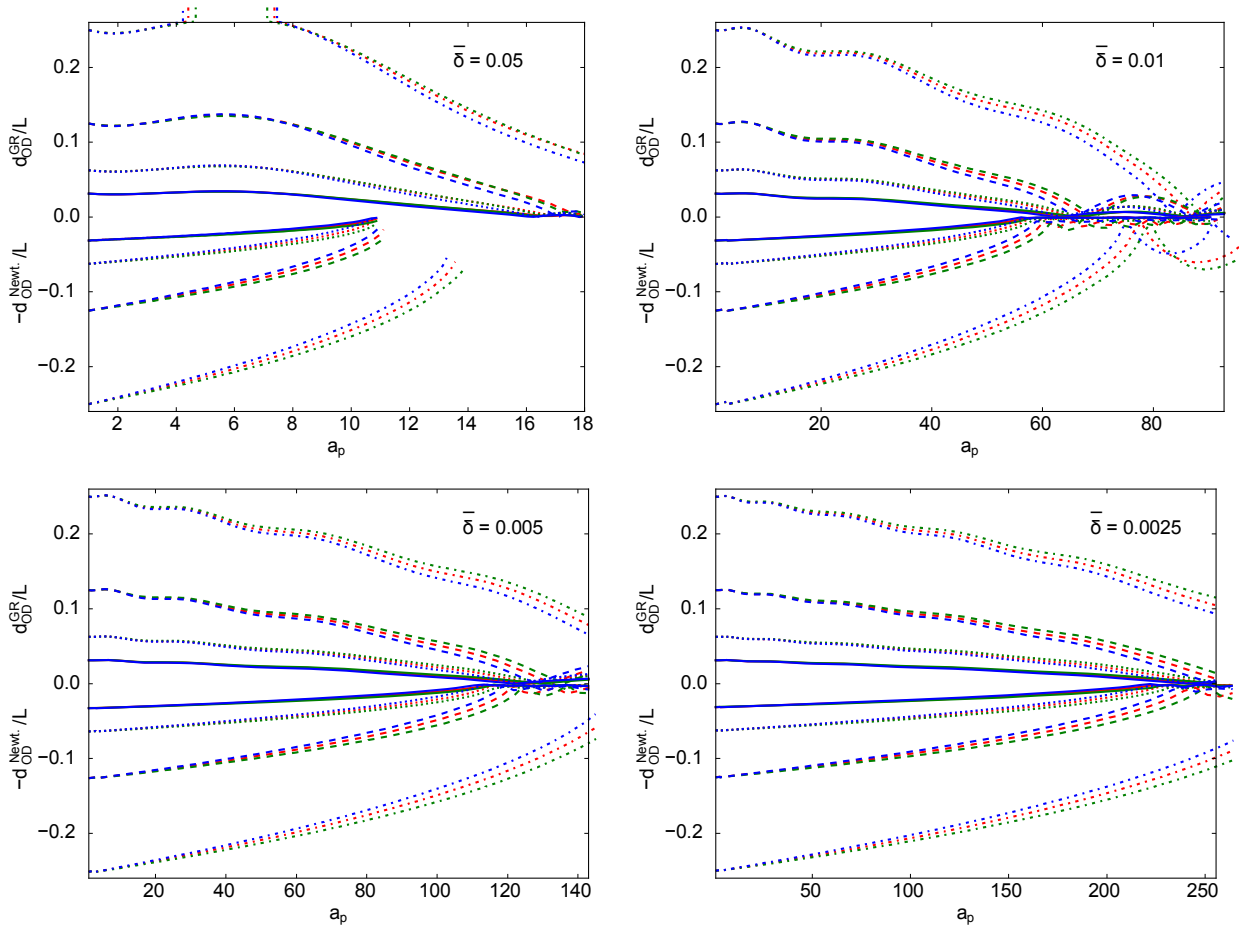 δ̅ = 0.05
0.2
0.1
0.0
−0.1
−0.2
d_OD^GR/L
−d_OD^Newt./L
2 4 6 8 10 12 14 16 18
a_p
δ̅ = 0.01
0.2
0.1
0.0
−0.1
−0.2
d_OD^GR/L
−d_OD^Newt./L
20 40 60 80
a_p
δ̅ = 0.005
0.2
0.1
0.0
−0.1
−0.2
d_OD^GR/L
−d_OD^Newt./L
20 40 60 80 100 120 140
a_p
δ̅ = 0.0025
0.2
0.1
0.0
−0.1
−0.2
d_OD^GR/L
−d_OD^Newt./L
50 100 150 200 250
a_p